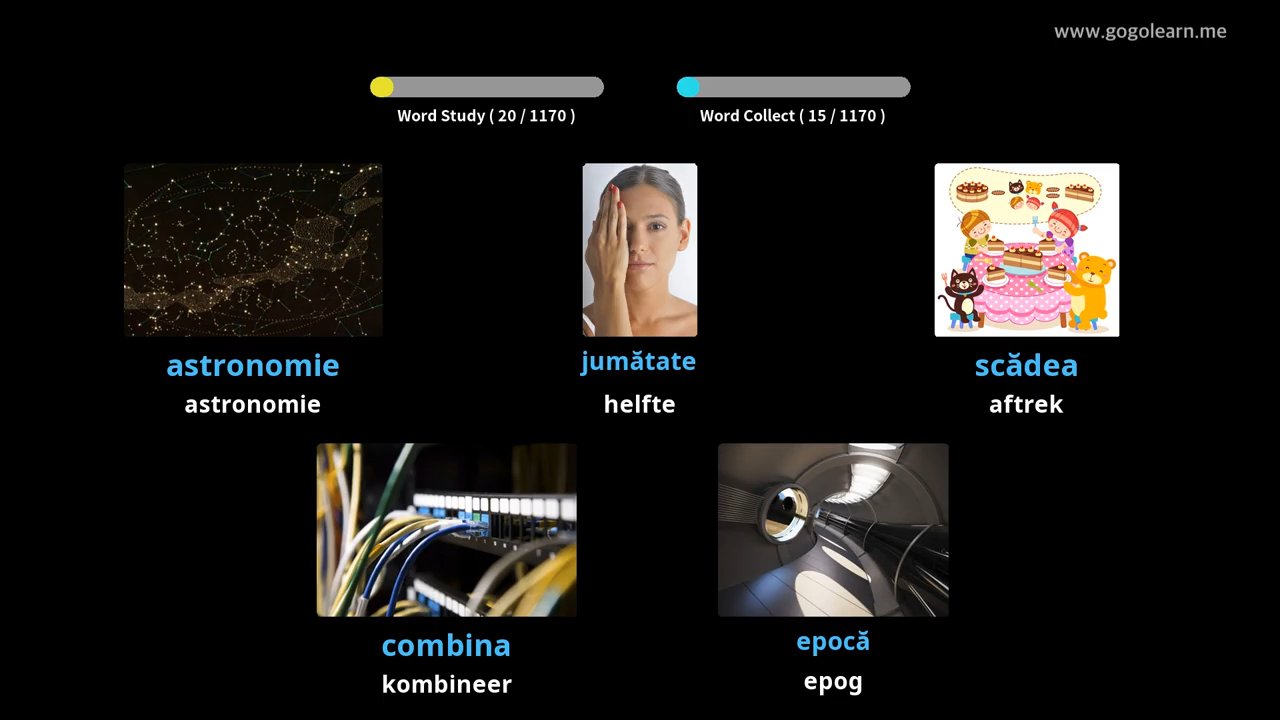 www.gogolearn.me
Word Study ( 20 / 1170 )
Word Collect ( 15 / 1170 )
astronomie
astronomie
jumătate
helfte
scădea
aftrek
combina
kombineer
epocă
epog